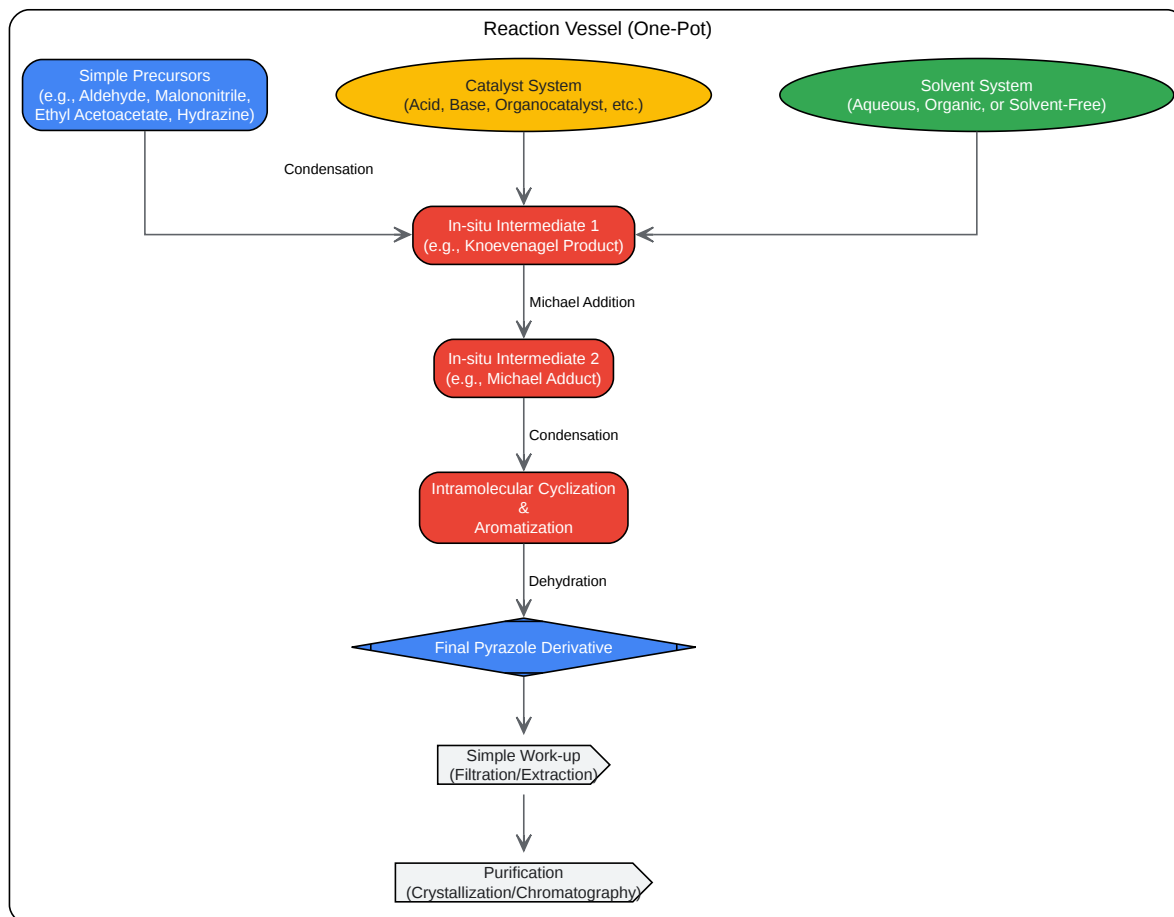 Reaction Vessel (One-Pot)
Simple Precursors
(e.g., Aldehyde, Malononitrile,
Ethyl Acetoacetate, Hydrazine)
Catalyst System
(Acid, Base, Organocatalyst, etc.)
Solvent System
(Aqueous, Organic, or Solvent-Free)
Condensation
In-situ Intermediate 1
(e.g., Knoevenagel Product)
Michael Addition
In-situ Intermediate 2
(e.g., Michael Adduct)
Condensation
Intramolecular Cyclization
&
Aromatization
Dehydration
Final Pyrazole Derivative
Simple Work-up
(Filtration/Extraction)
Purification
(Crystallization/Chromatography)